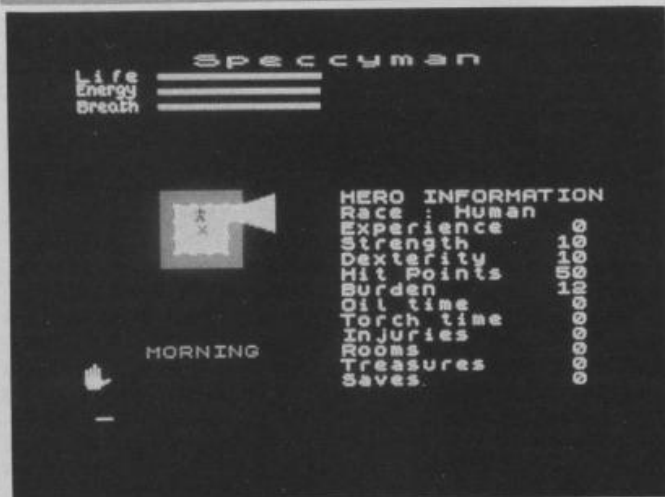 Speccyman
Life
Energy
Breath
HERO INFORMATION
Race : Human
Experience 0
Strength 10
Dexterity 10
Hit Points 50
Burden 12
Oil time 0
Torch time 0
Injuries 0
Rooms 0
Treasures 0
Saves. 0
MORNING